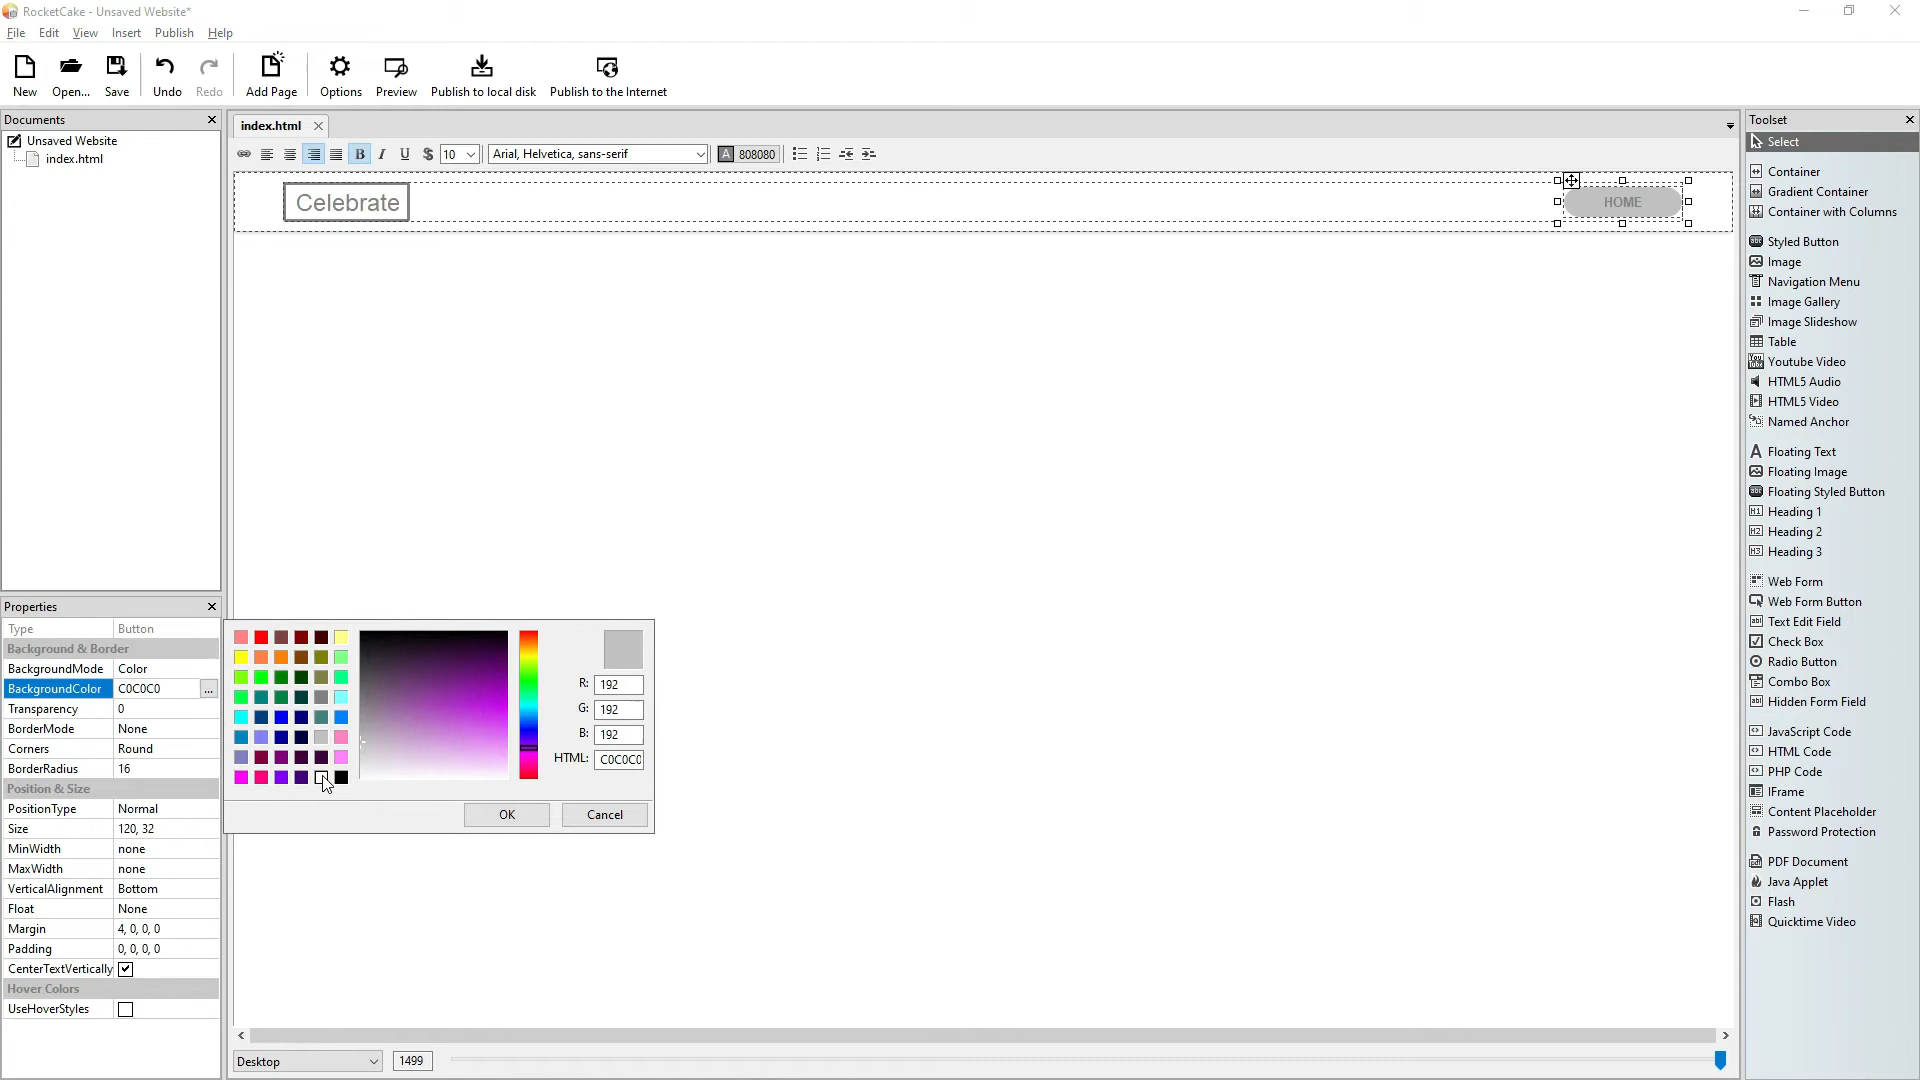 RocketCake - Unsaved Website*
File Edit View Insert Publish Help
New Open... Save Undo Redo Add Page Options Preview Publish to local disk Publish to the Internet
Documents
Unsaved Website
index.html
index.html
B I U $ 10 Arial, Helvetica, sans-serif A 808080
Celebrate
HOME
Properties
Type Button
Background & Border
BackgroundMode Color
BackgroundColor C0C0C0 ...
Transparency 0
BorderMode None
Corners Round
BorderRadius 16
Position & Size
PositionType Normal
Size 120, 32
MinWidth none
MaxWidth none
VerticalAlignment Bottom
Float None
Margin 4, 0, 0, 0
Padding 0, 0, 0, 0
CenterTextVertically
Hover Colors
UseHoverStyles
R: 192
G: 192
B: 192
HTML: C0C0C0
OK Cancel
Desktop 1499
Toolset
Select
Container
Gradient Container
Container with Columns
Styled Button
Image
Navigation Menu
Image Gallery
Image Slideshow
Table
Youtube Video
HTML5 Audio
HTML5 Video
Named Anchor
Floating Text
Floating Image
Floating Styled Button
Heading 1
Heading 2
Heading 3
Web Form
Web Form Button
Text Edit Field
Check Box
Radio Button
Combo Box
Hidden Form Field
JavaScript Code
HTML Code
PHP Code
IFrame
Content Placeholder
Password Protection
PDF Document
Java Applet
Flash
Quicktime Video